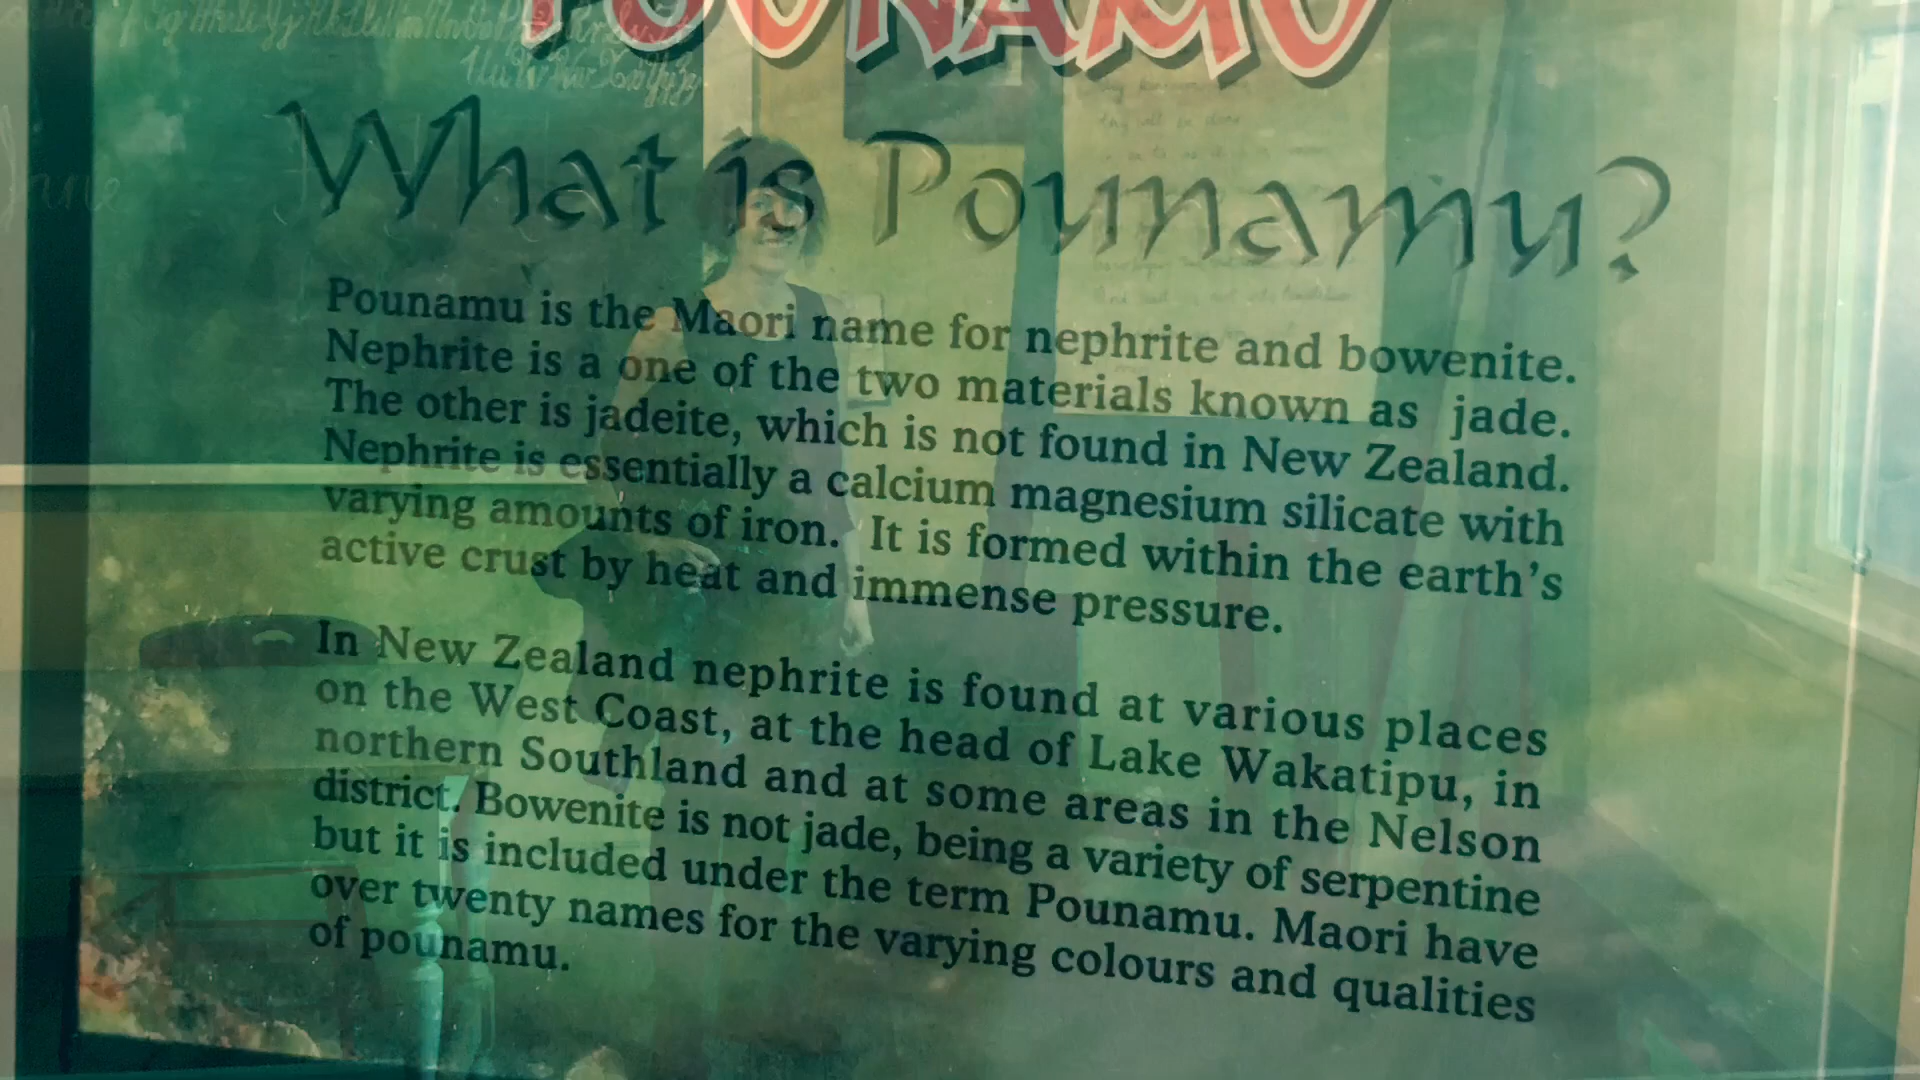 POUNAMU
What is Pounamu?
Pounamu is the Maori name for nephrite and bowenite.
Nephrite is a one of the two materials known as jade.
The other is jadeite, which is not found in New Zealand.
Nephrite is essentially a calcium magnesium silicate with
varying amounts of iron. It is formed within the earth's
active crust by heat and immense pressure.
In New Zealand nephrite is found at various places
on the West Coast, at the head of Lake Wakatipu, in
northern Southland and at some areas in the Nelson
district. Bowenite is not jade, being a variety of serpentine
but it is included under the term Pounamu. Maori have
over twenty names for the varying colours and qualities
of pounamu.